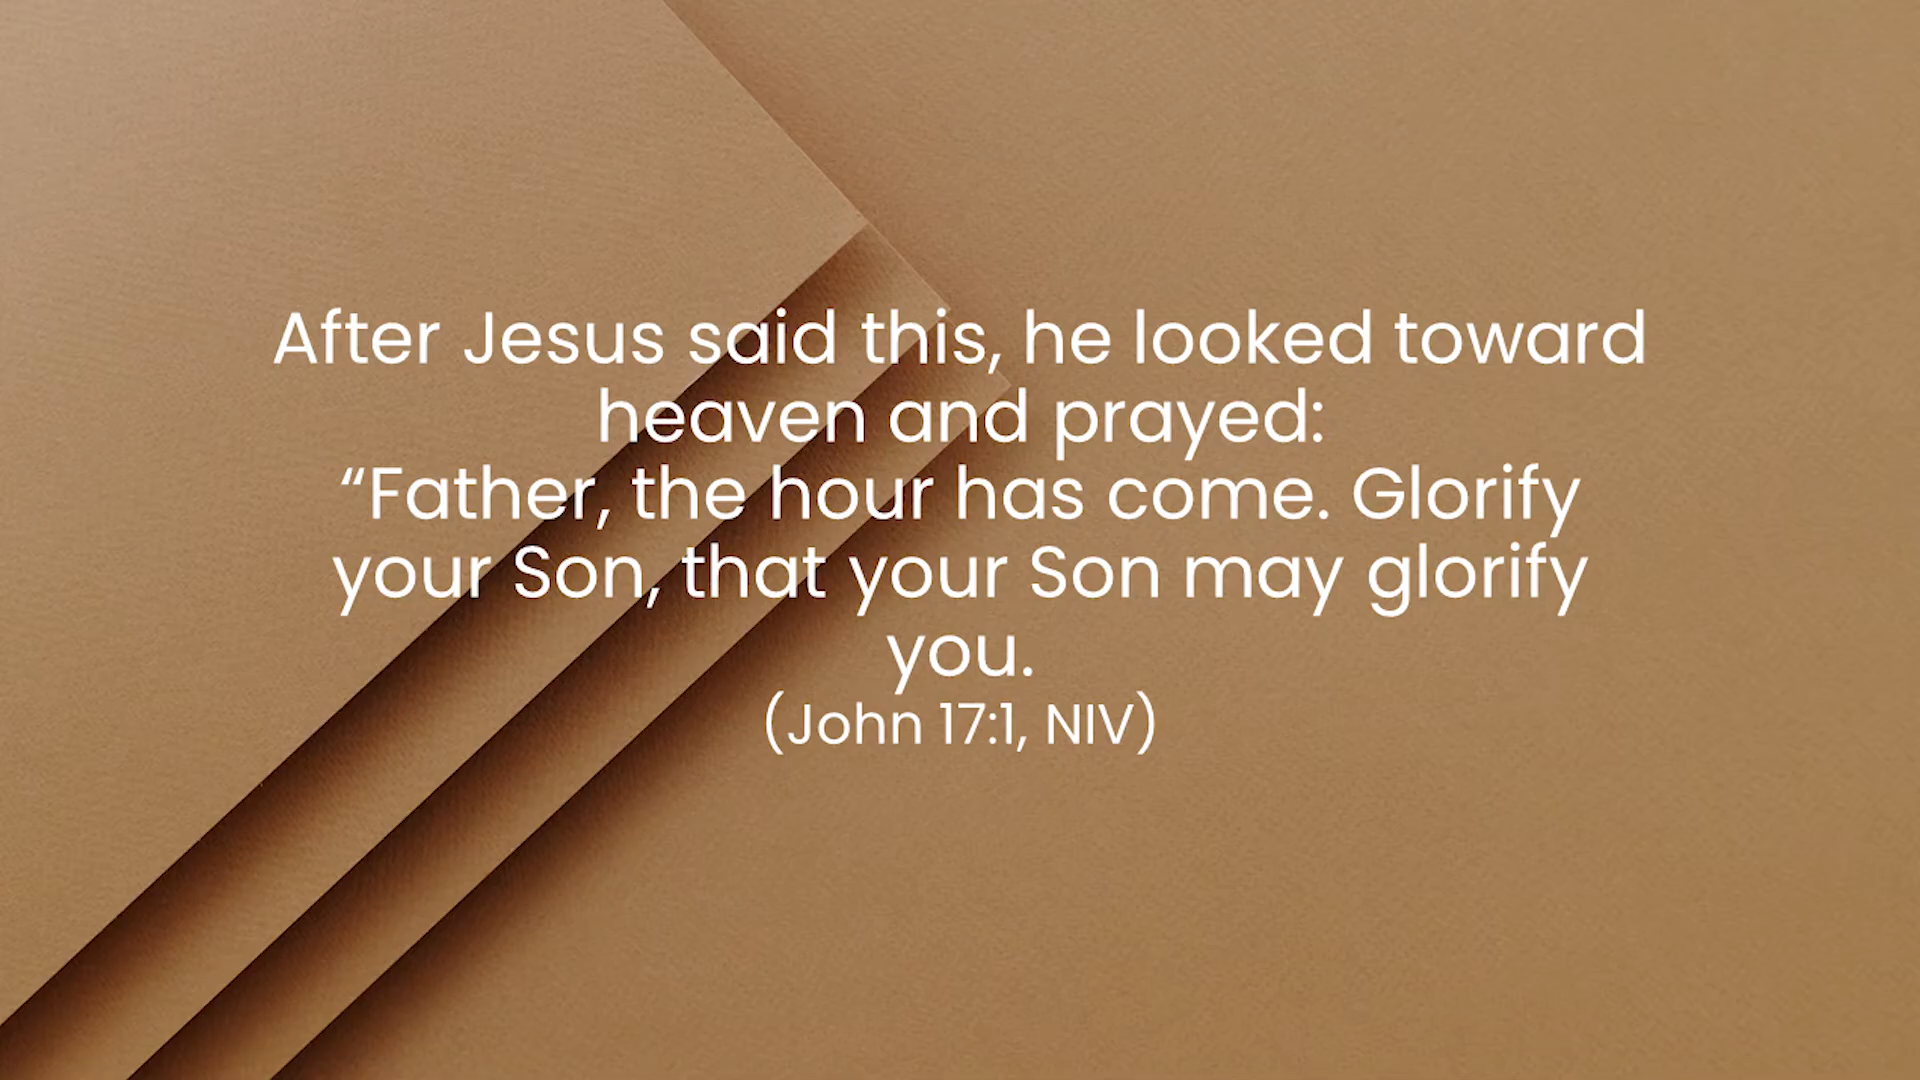 After Jesus said this, he looked toward
heaven and prayed:
“Father, the hour has come. Glorify
your Son, that your Son may glorify
you.
(John 17:1, NIV)